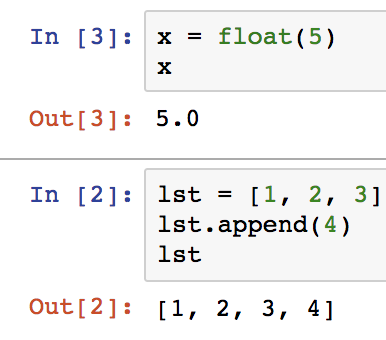 In [3]: x = float(5)
x
Out[3]: 5.0
In [2]: lst = [1, 2, 3]
lst.append(4)
lst
Out[2]: [1, 2, 3, 4]